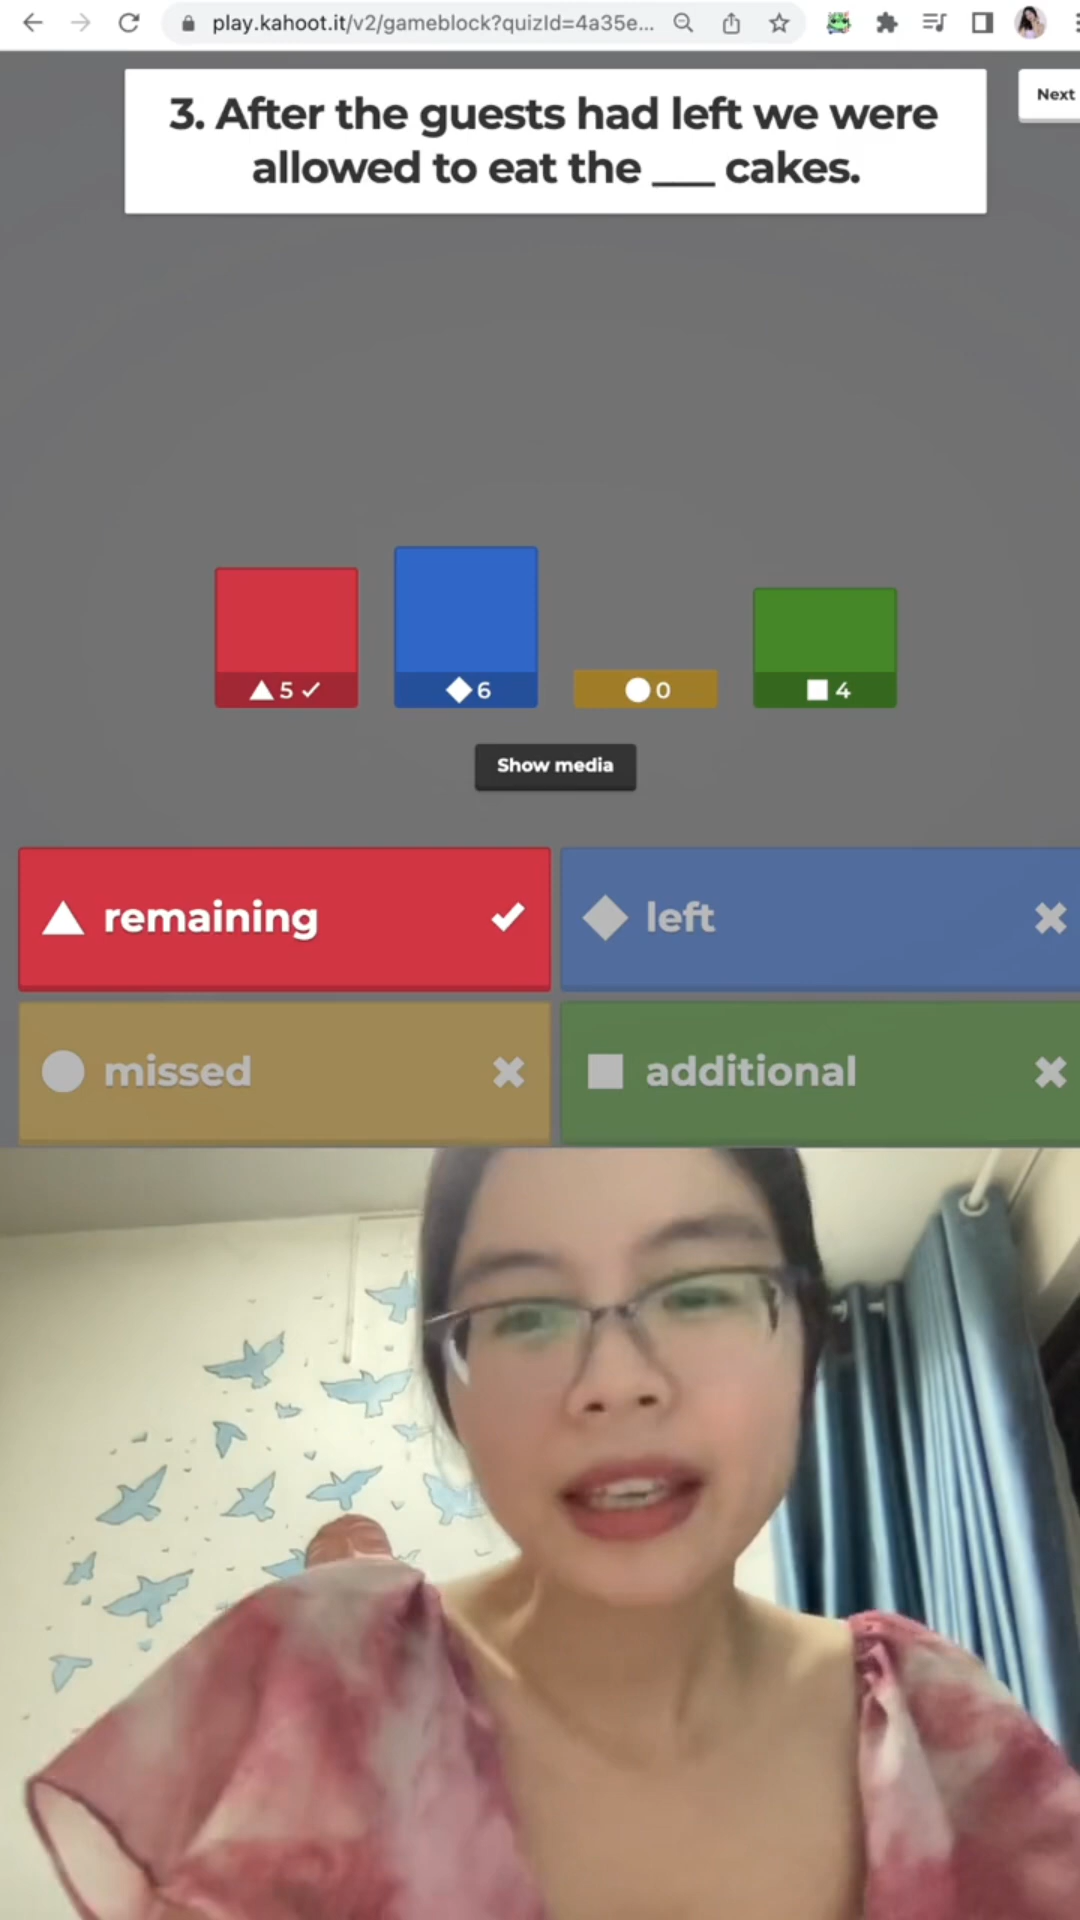 play.kahoot.it/v2/gameblock?quizId=4a35e...
3. After the guests had left we were
allowed to eat the ___ cakes.
Next
5
6
0
4
Show media
remaining
left
missed
additional